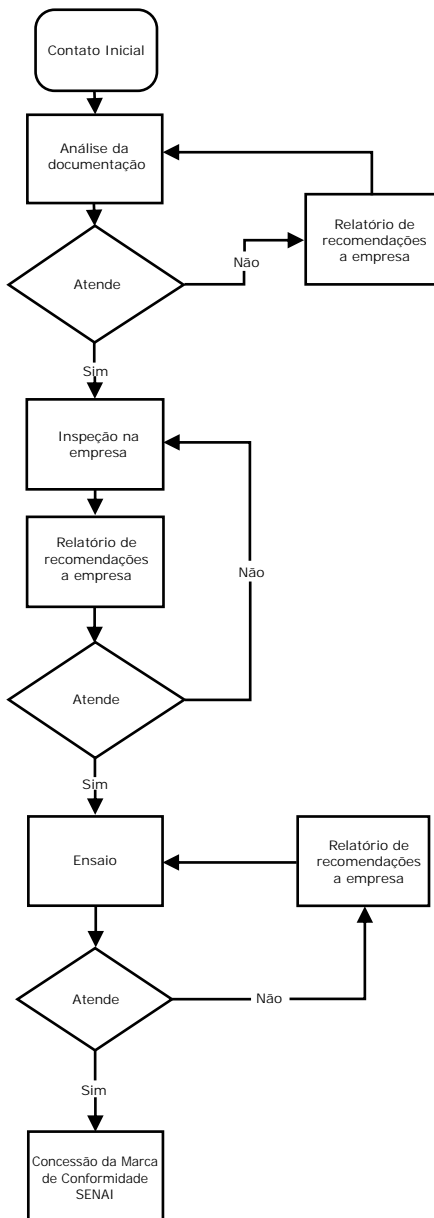 Contato Inicial
Análise da
documentação
Relatório de
recomendações
a empresa
Atende
Não
Sim
Inspeção na
empresa
Relatório de
recomendações
a empresa
Não
Atende
Sim
Ensaio
Relatório de
recomendações
a empresa
Atende
Não
Sim
Concessão da Marca
de Conformidade
SENAI